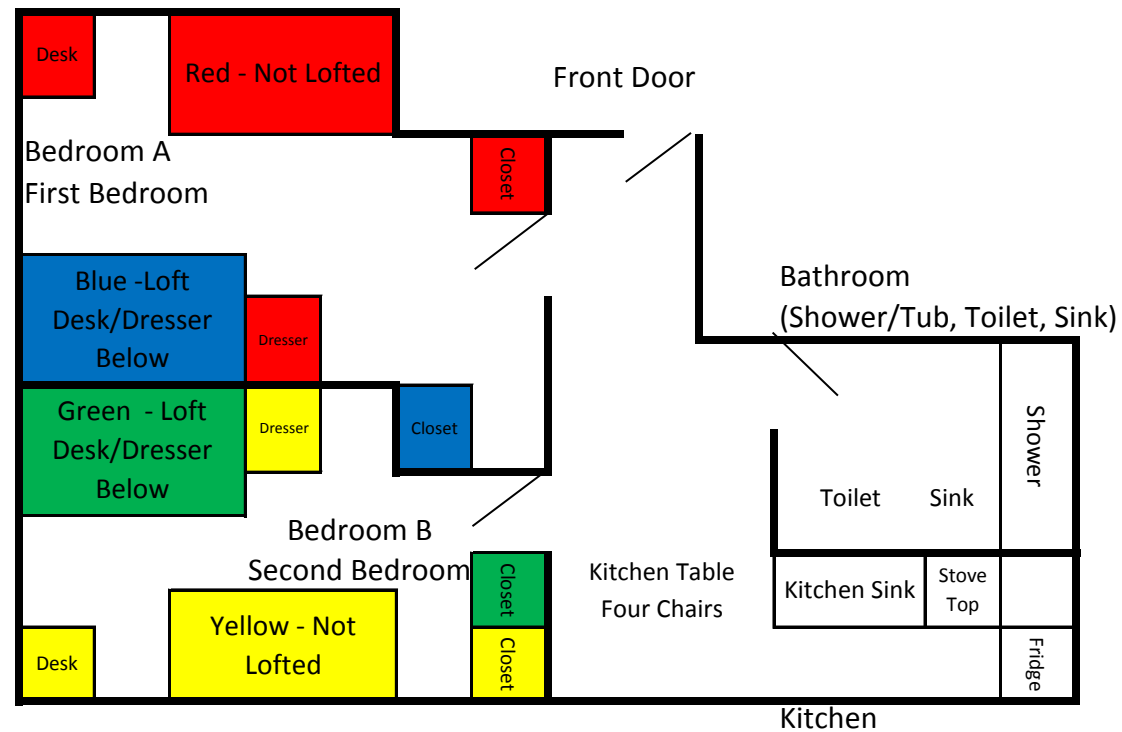 Desk
Red - Not Lofted
Front Door
Closet
Bedroom A
First Bedroom
Blue -Loft
Desk/Dresser
Below
Dresser
Bathroom
(Shower/Tub, Toilet, Sink)
Green  - Loft
Desk/Dresser
Below
Dresser
Closet
Shower
Toilet
Sink
Bedroom B
Second Bedroom
Closet
Kitchen Table
Four Chairs
Kitchen Sink
Stove
Top
Yellow - Not
Lofted
Desk
Closet
Fridge
Kitchen